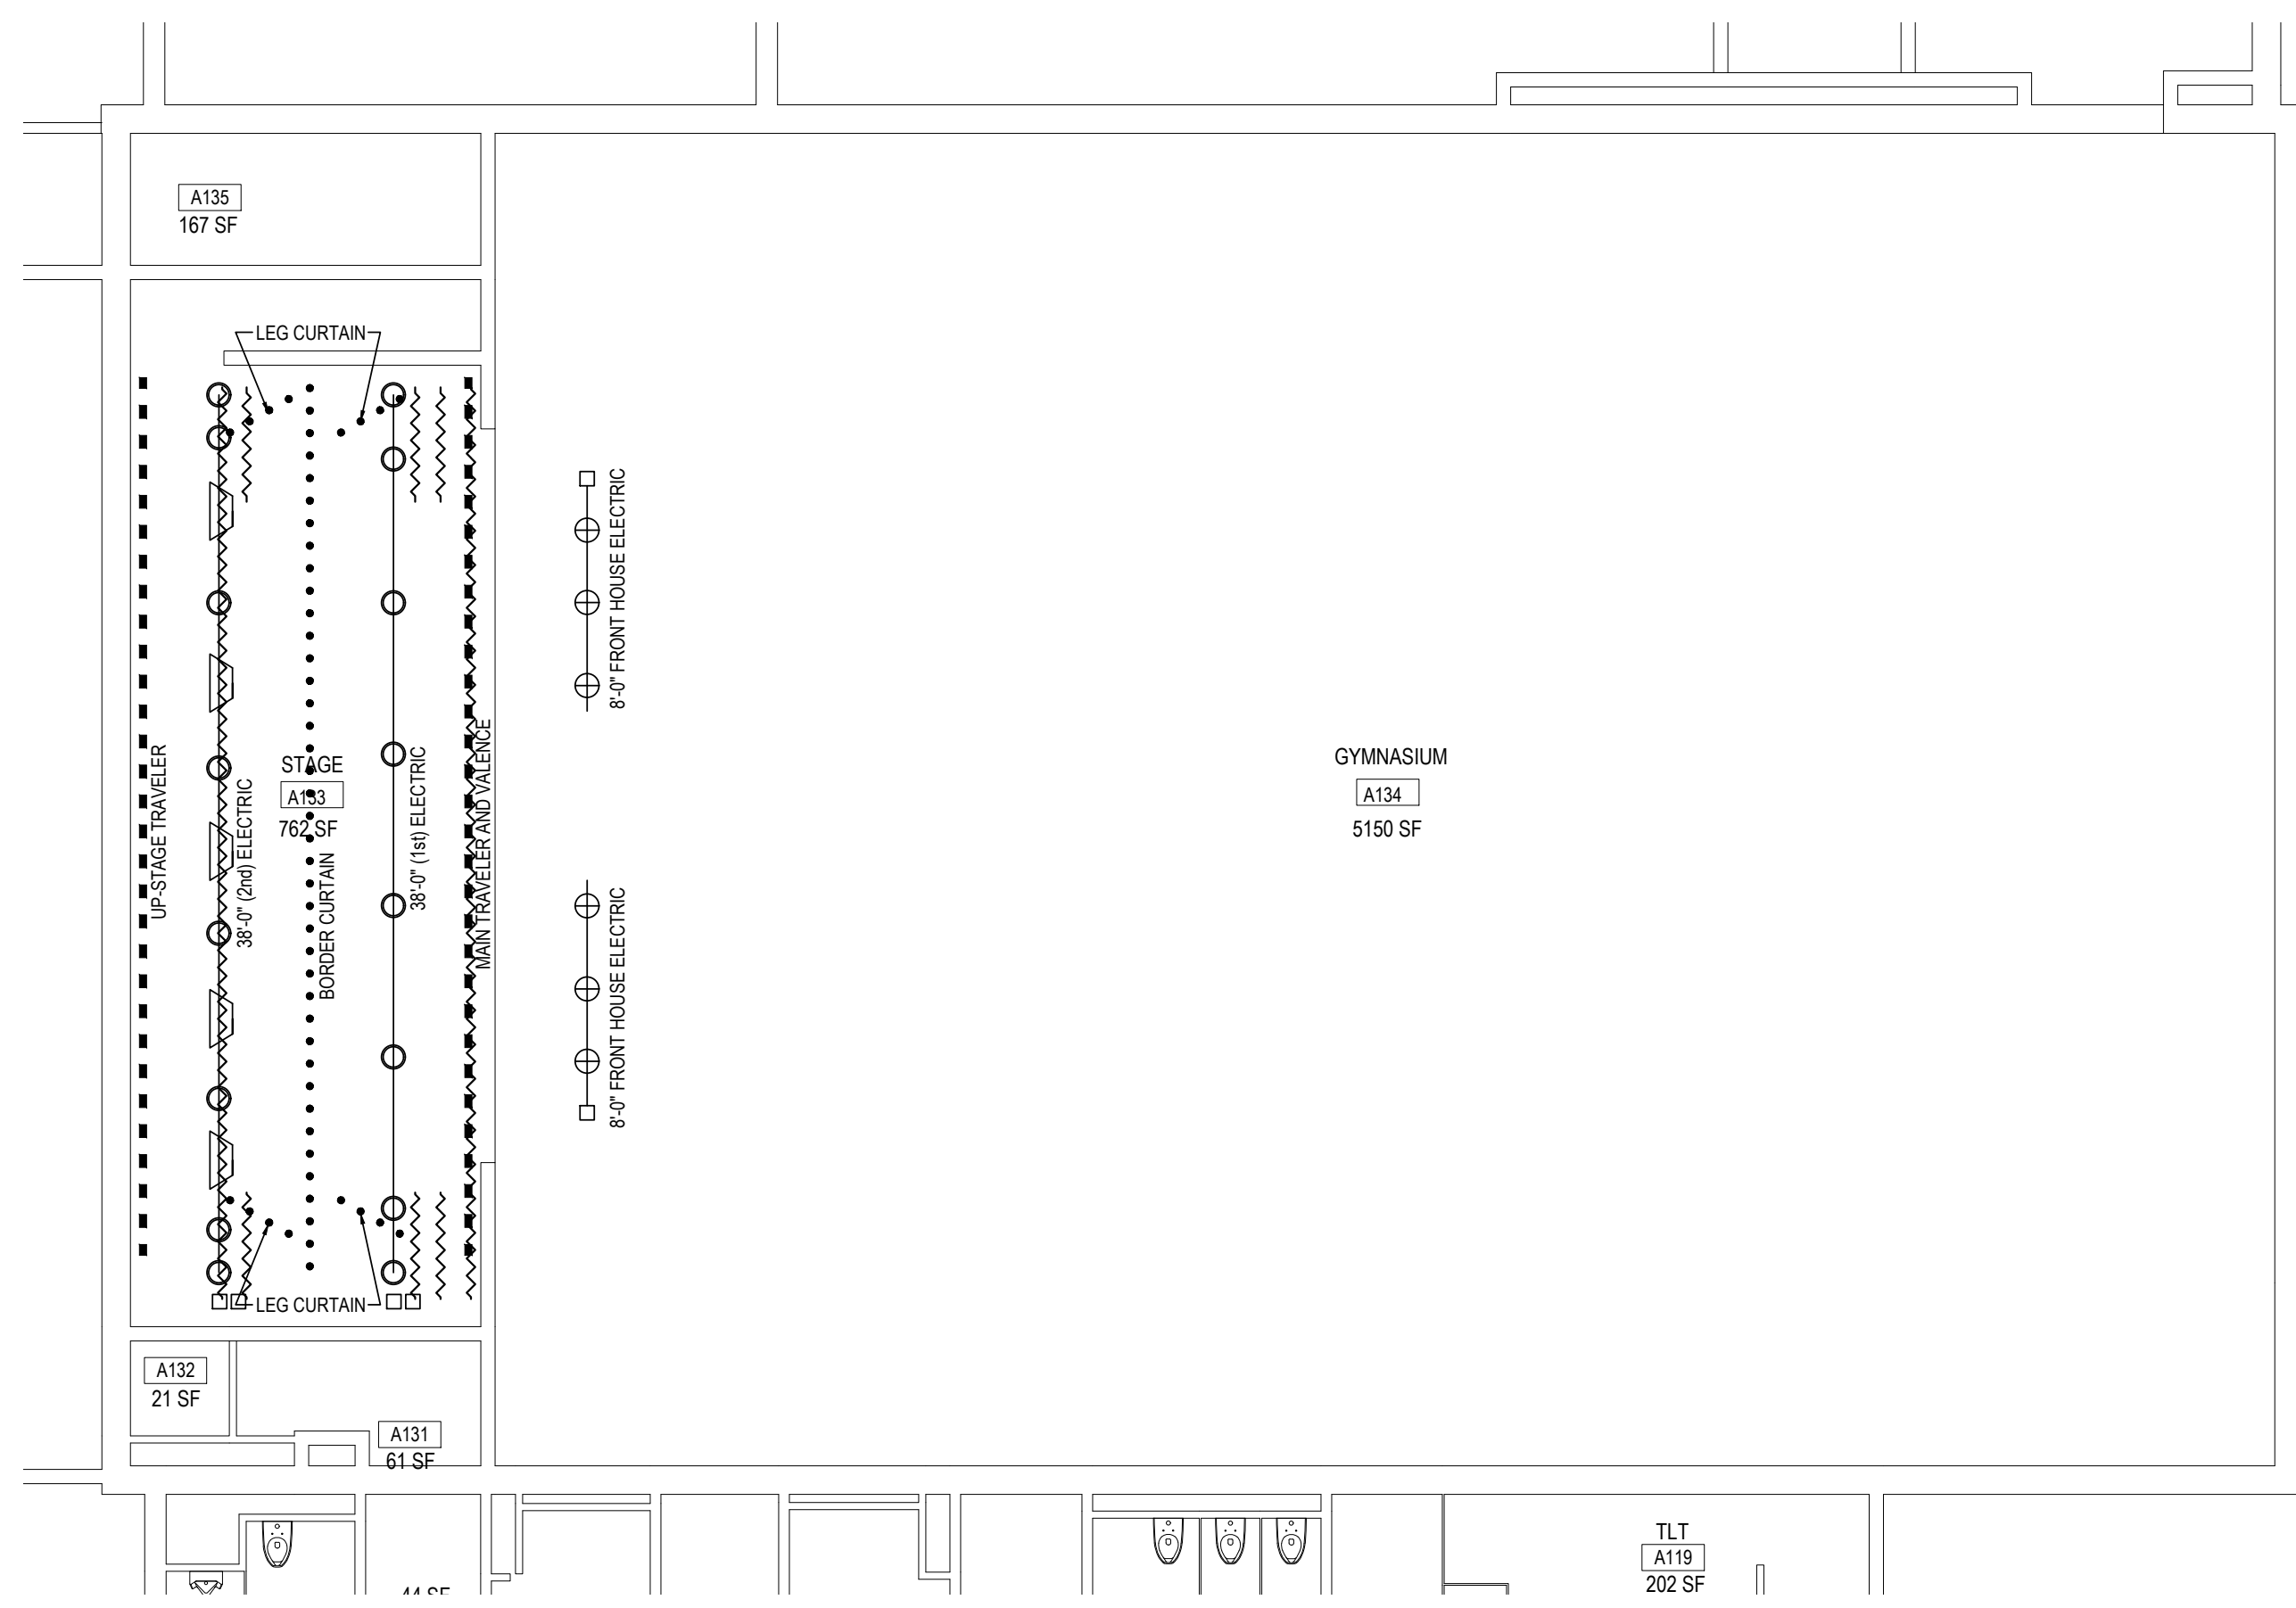 A135
167 SF
LEG CURTAIN
8'-0" FRONT HOUSE ELECTRIC
UP-STAGE TRAVELER
38'-0" (2nd) ELECTRIC
STAGE
A133
762 SF
BORDER CURTAIN
38'-0" (1st) ELECTRIC
MAIN TRAVELER AND VALENCE
GYMNASIUM
A134
5150 SF
8'-0" FRONT HOUSE ELECTRIC
LEG CURTAIN
A132
21 SF
A131
61 SF
TLT
A119
202 SF
44 SF